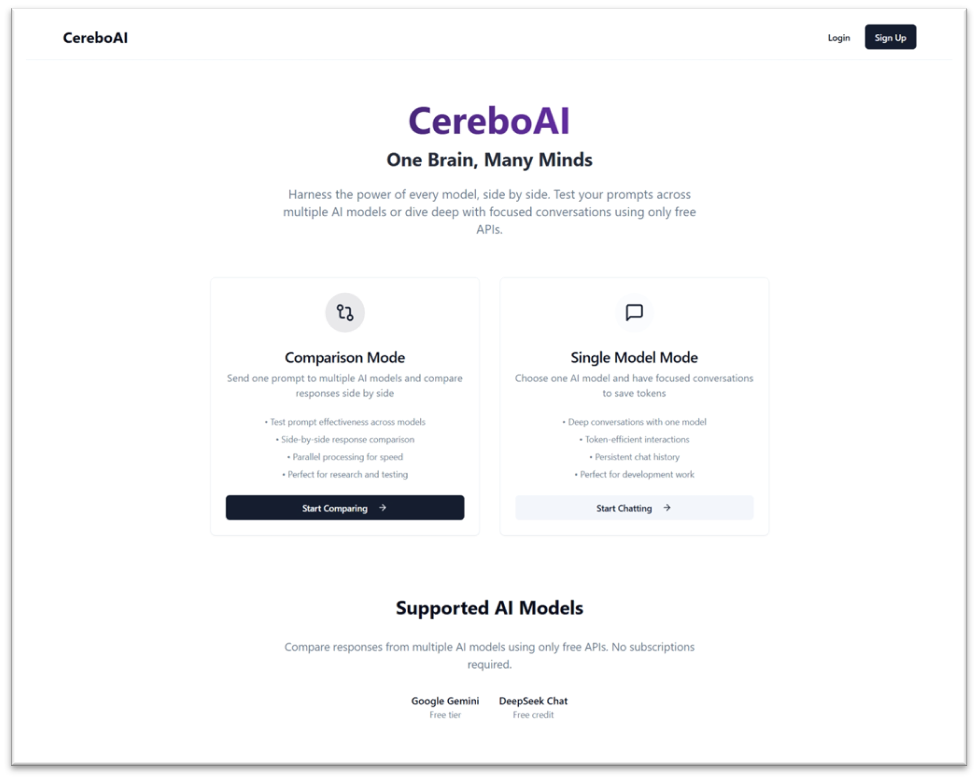 CereboAI
Login
Sign Up
CereboAI
One Brain, Many Minds
Harness the power of every model, side by side. Test your prompts across
multiple AI models or dive deep with focused conversations using only free
APIs.
Comparison Mode
Send one prompt to multiple AI models and compare
responses side by side
• Test prompt effectiveness across models
• Side-by-side response comparison
• Parallel processing for speed
• Perfect for research and testing
Start Comparing →
Single Model Mode
Choose one AI model and have focused conversations
to save tokens
• Deep conversations with one model
• Token-efficient interactions
• Persistent chat history
• Perfect for development work
Start Chatting →
Supported AI Models
Compare responses from multiple AI models using only free APIs. No subscriptions
required.
Google Gemini
Free tier
DeepSeek Chat
Free credit